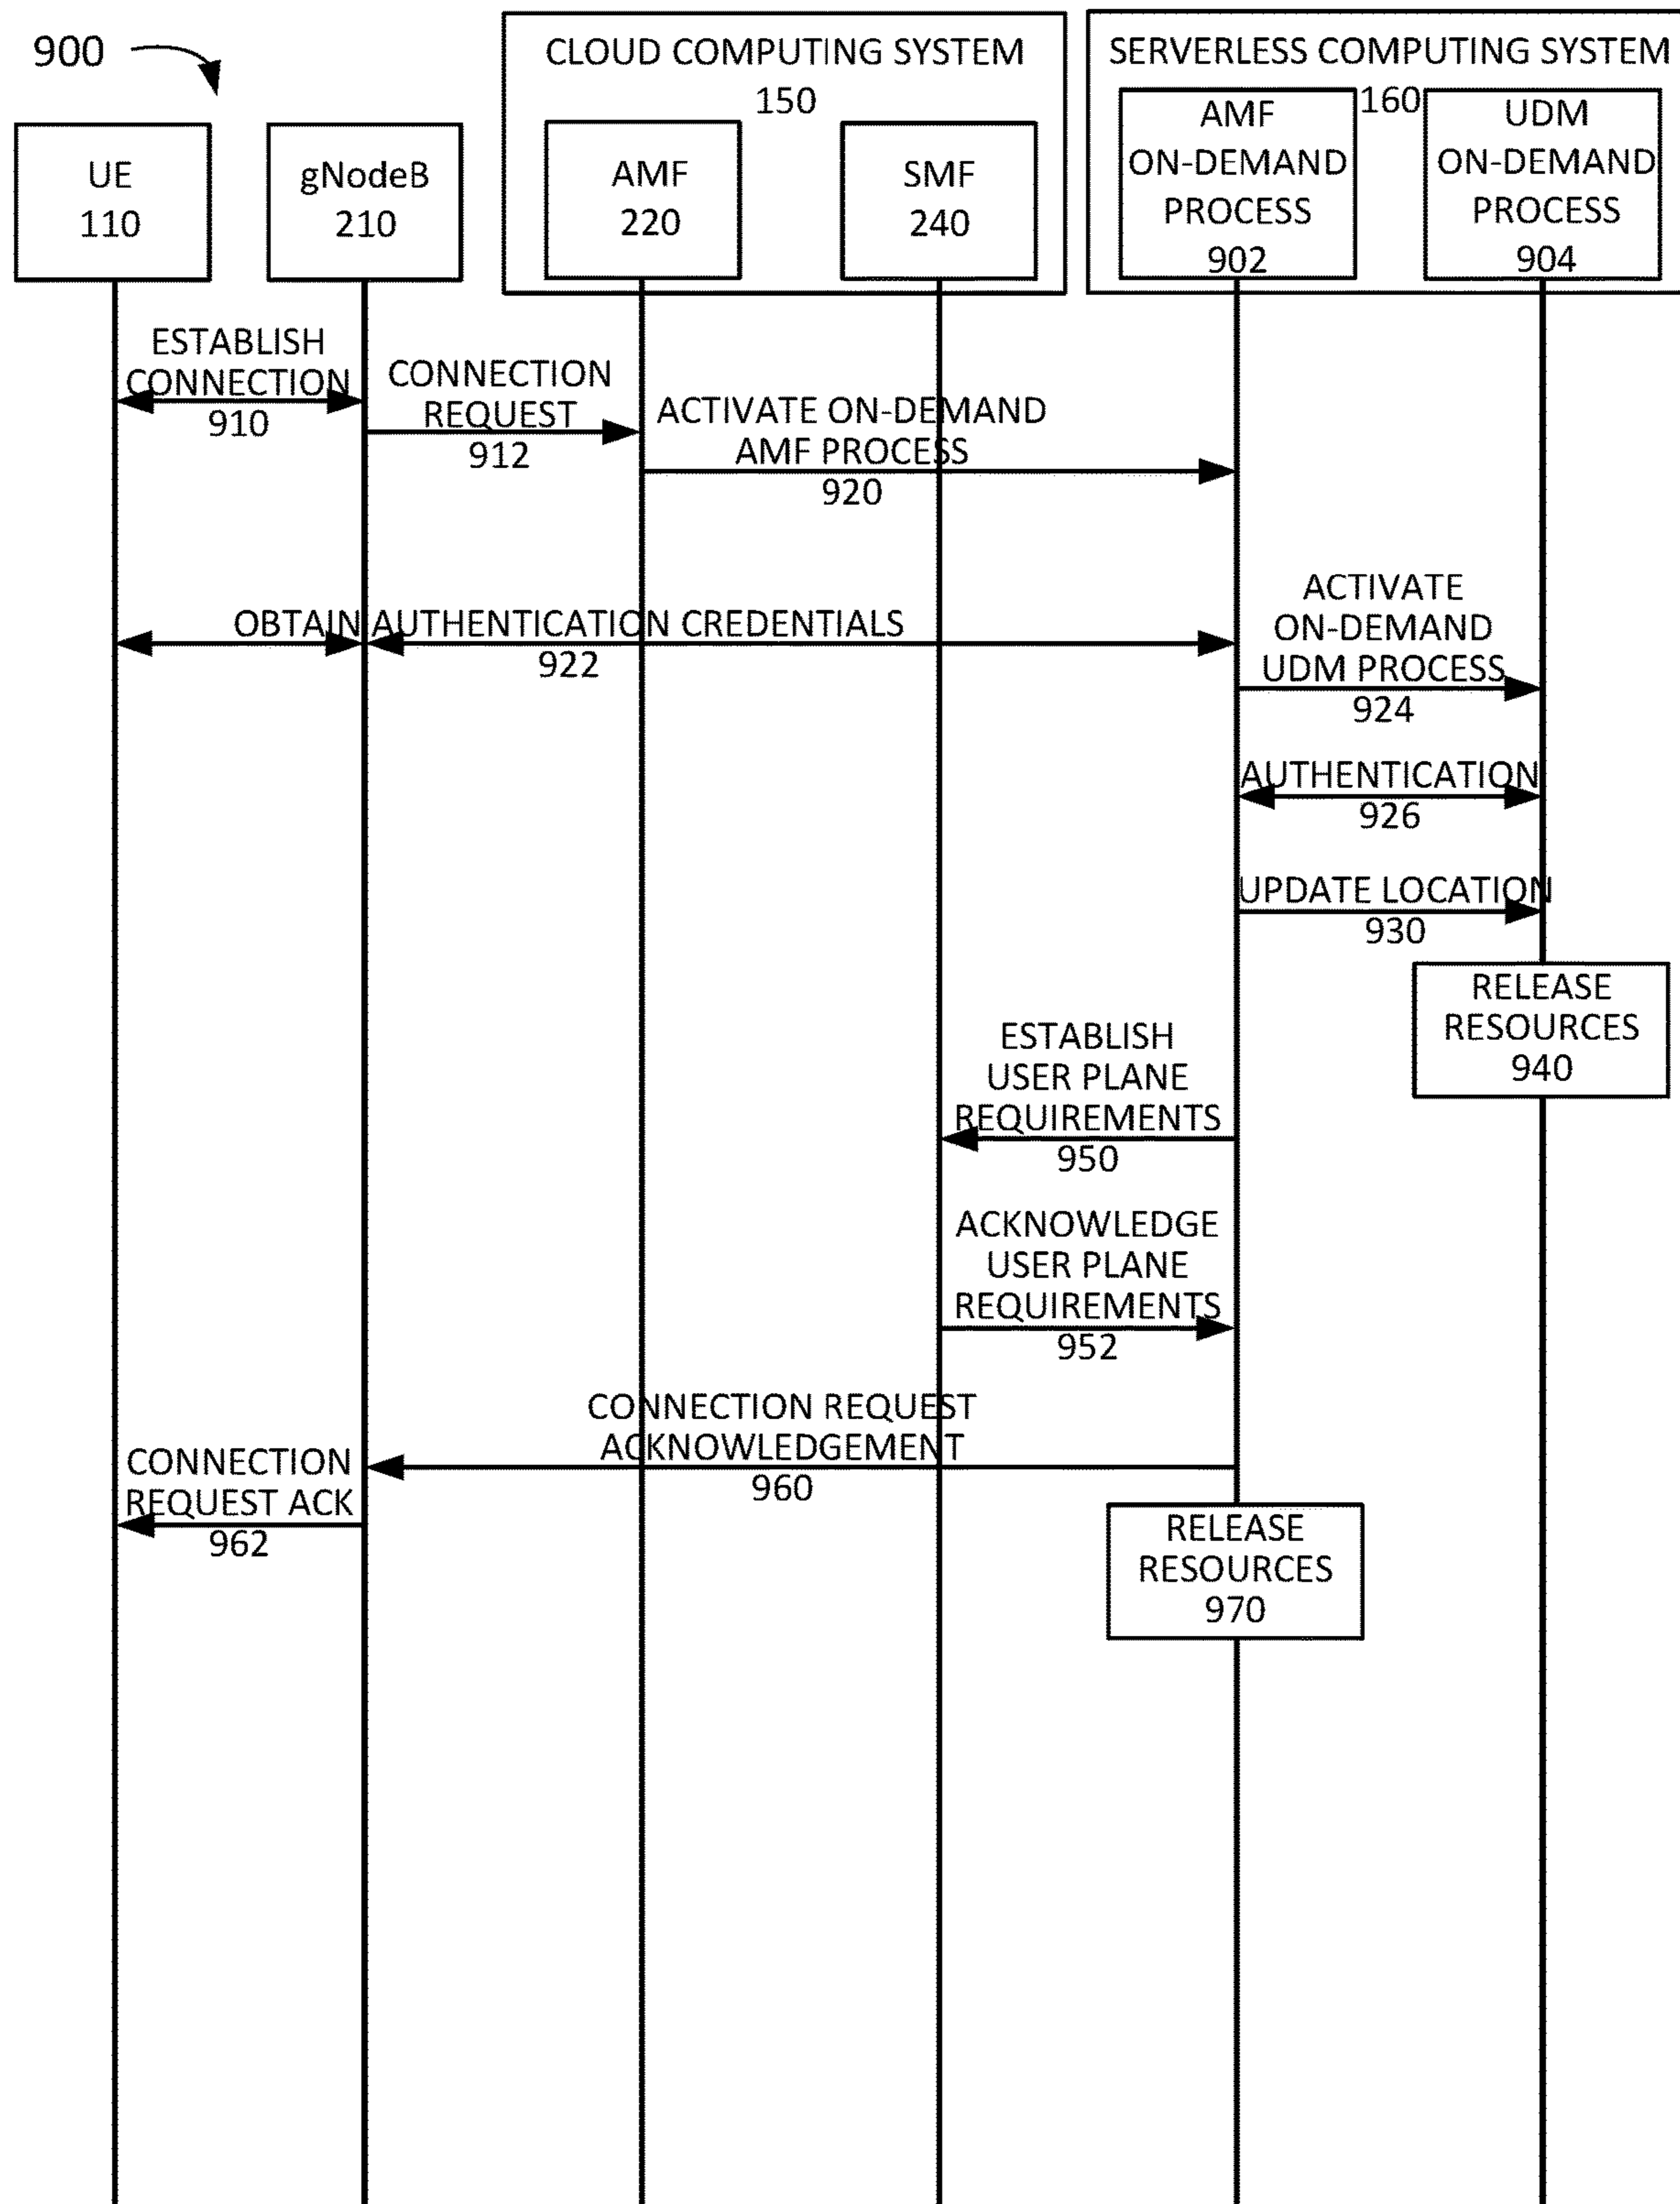 900
CLOUD COMPUTING SYSTEM
150
SERVERLESS COMPUTING SYSTEM
160
UE
110
gNodeB
210
AMF
220
SMF
240
AMF
ON-DEMAND
PROCESS
902
UDM
ON-DEMAND
PROCESS
904
ESTABLISH
CONNECTION
910
CONNECTION
REQUEST
912
ACTIVATE ON-DEMAND
AMF PROCESS
920
OBTAIN AUTHENTICATION CREDENTIALS
922
ACTIVATE
ON-DEMAND
UDM PROCESS
924
AUTHENTICATION
926
UPDATE LOCATION
930
RELEASE
RESOURCES
940
ESTABLISH
USER PLANE
REQUIREMENTS
950
ACKNOWLEDGE
USER PLANE
REQUIREMENTS
952
CONNECTION REQUEST
ACKNOWLEDGEMENT
960
CONNECTION
REQUEST ACK
962
RELEASE
RESOURCES
970